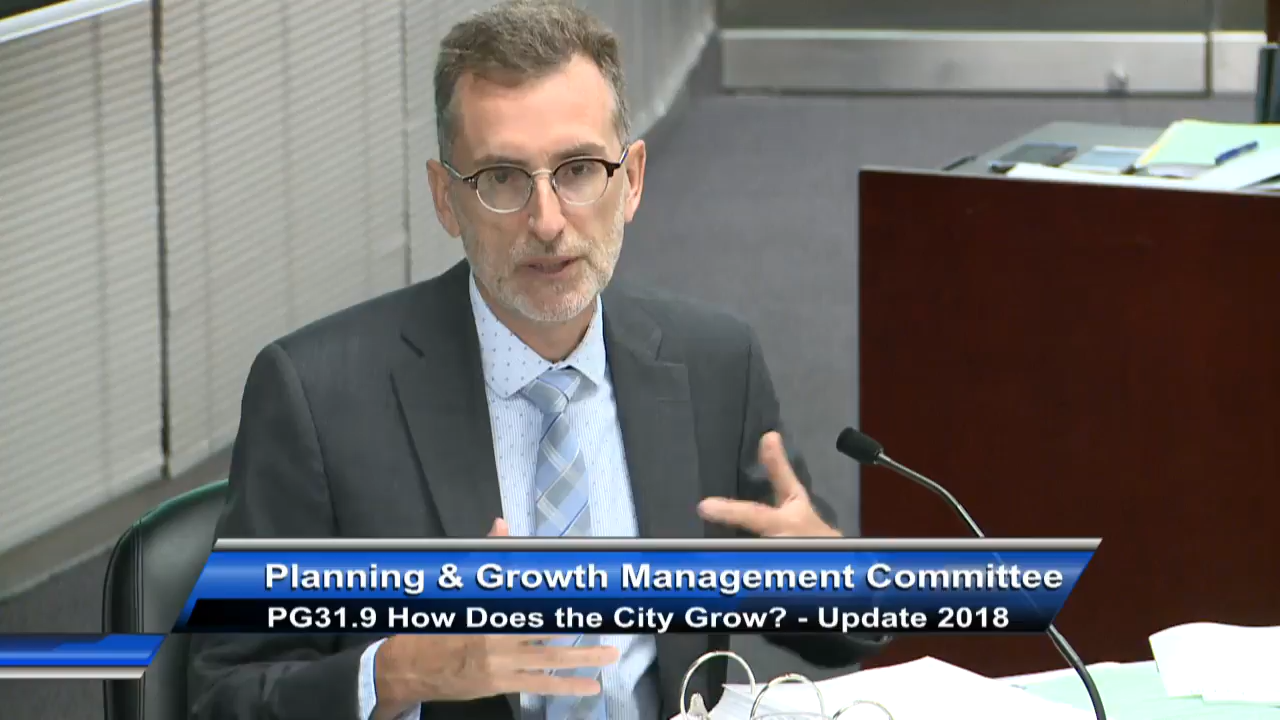 Planning & Growth Management Committee
PG31.9 How Does the City Grow? - Update 2018